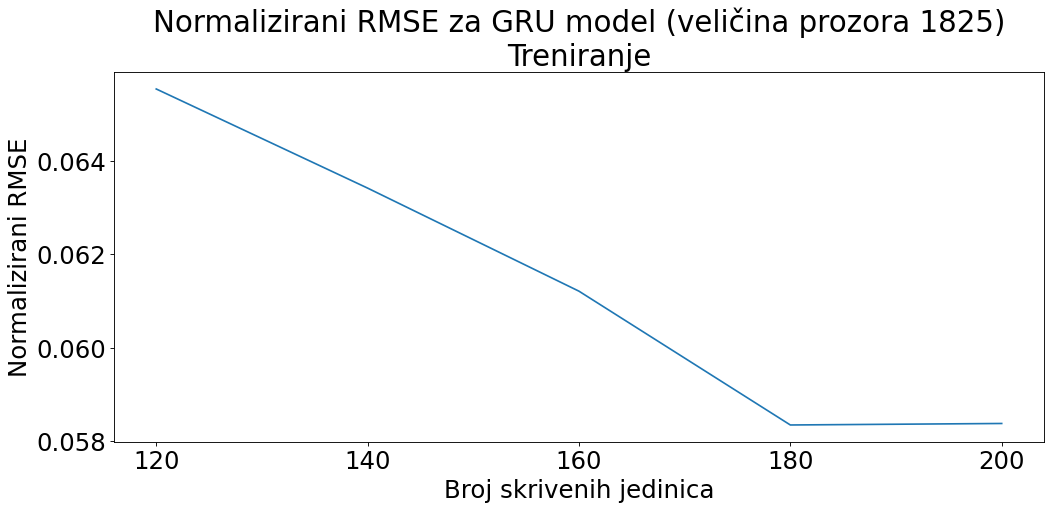 Normalizirani RMSE za GRU model (veličina prozora 1825)
Treniranje
Normalizirani RMSE
0.064
0.062
0.060
0.058
120 140 160 180 200
Broj skrivenih jedinica